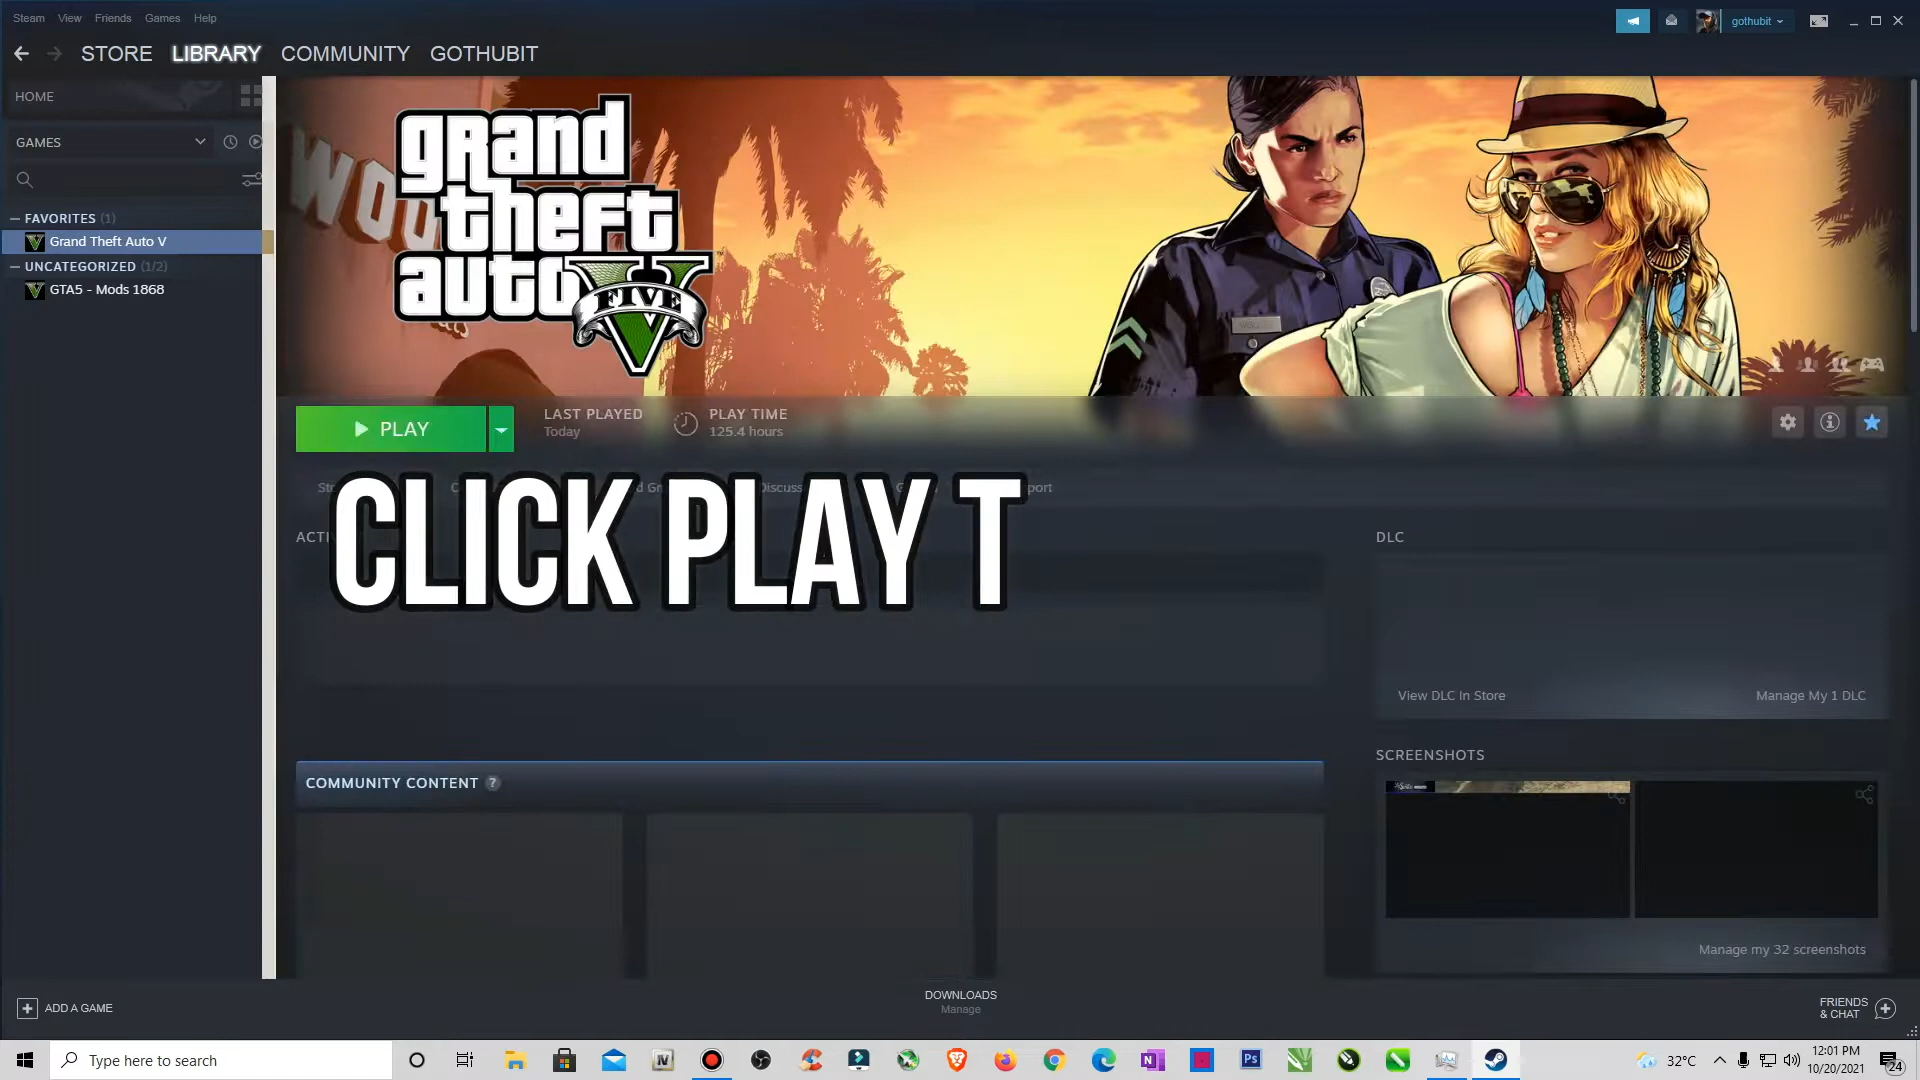 Steam View Friends Games Help
gothubit
STORE LIBRARY COMMUNITY GOTHUBIT
HOME
GAMES
FAVORITES (1)
Grand Theft Auto V
UNCATEGORIZED (1/2)
GTA5 - Mods 1868
grand
theft
auto V
FIVE
PLAY
LAST PLAYED
Today
PLAY TIME
125.4 hours
CLICK PLAY T
DLC
View DLC In Store
Manage My 1 DLC
SCREENSHOTS
COMMUNITY CONTENT ?
Manage my 32 screenshots
ADD A GAME
DOWNLOADS
Manage
FRIENDS
& CHAT
Type here to search
IV
N
Ps
32°C
12:01 PM
10/20/2021
24